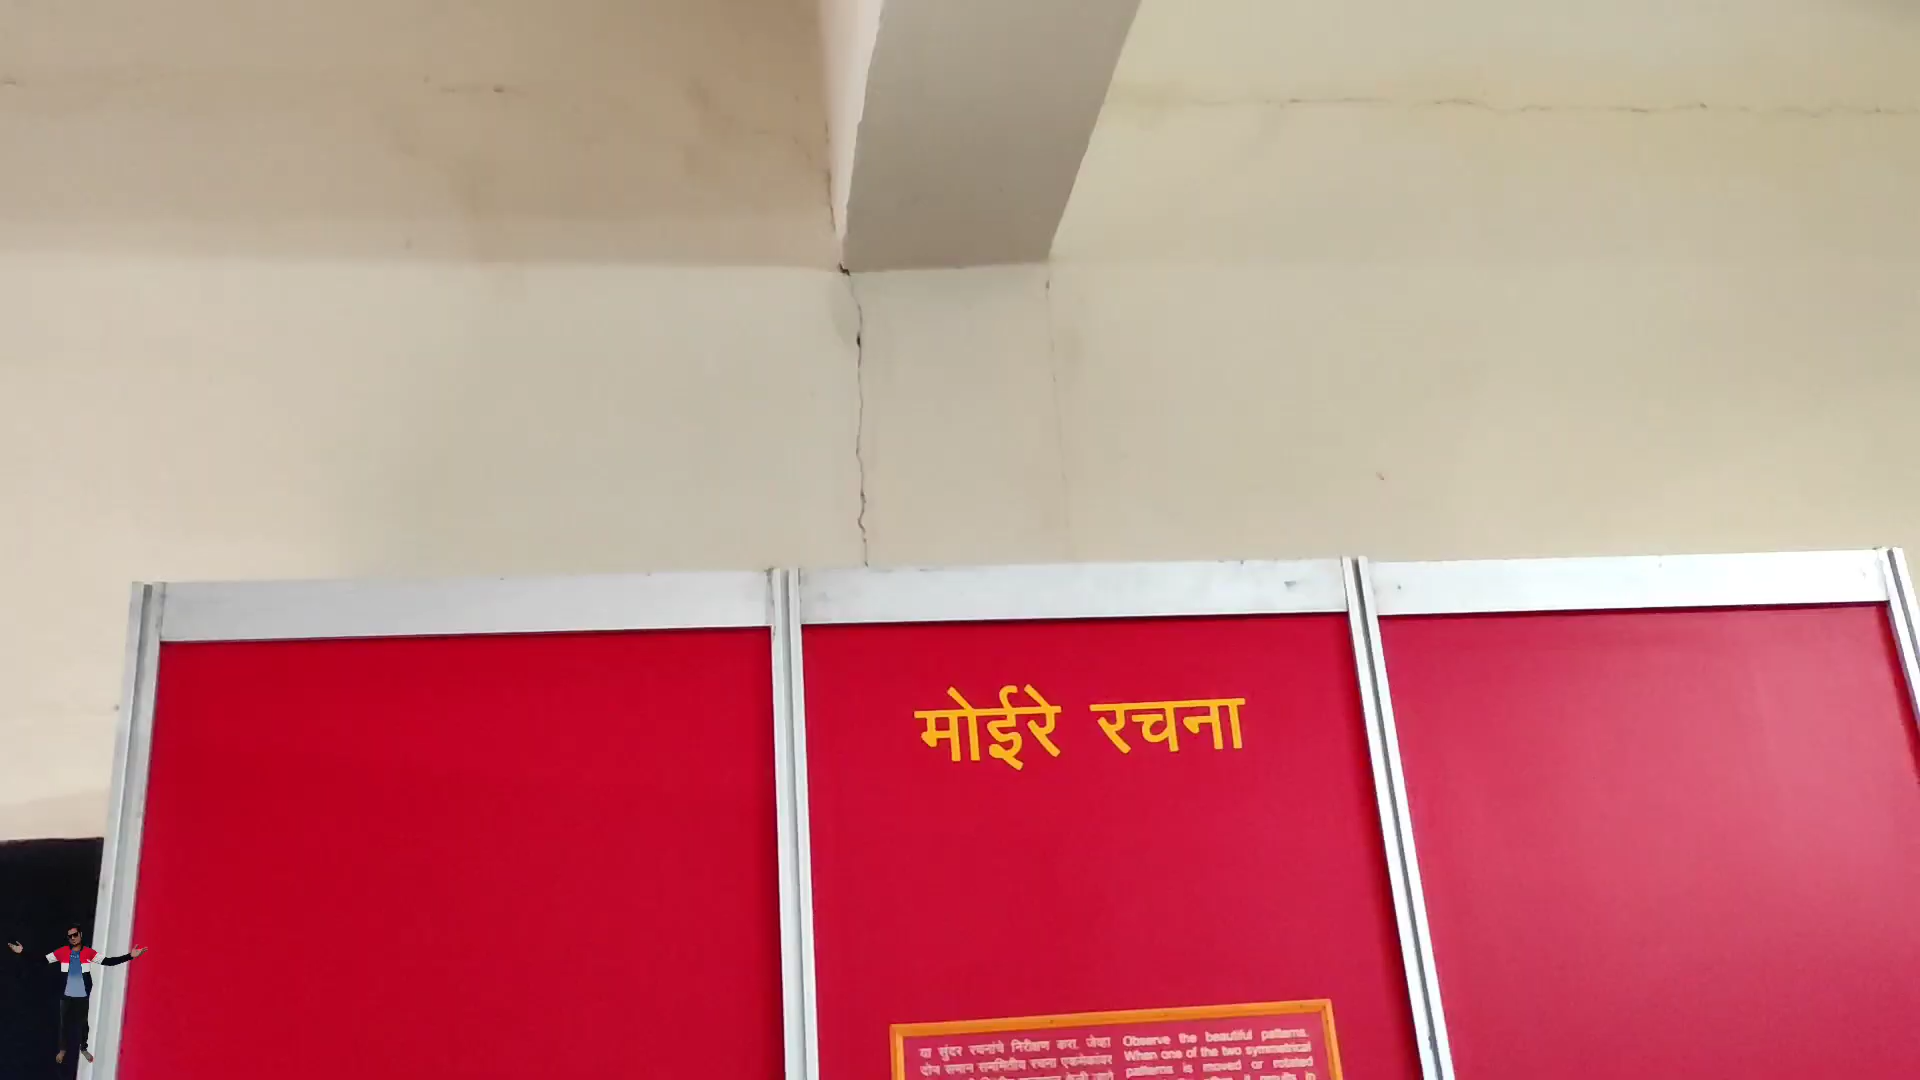 मोईरे रचना
या सुंदर रचनांचे निरीक्षण करा. जेव्हा
दोन समान सममितीय रचना एकमेकांवर
Observe the beautiful patterns.
When one of the two symmetrical
patterns is moved or rotated